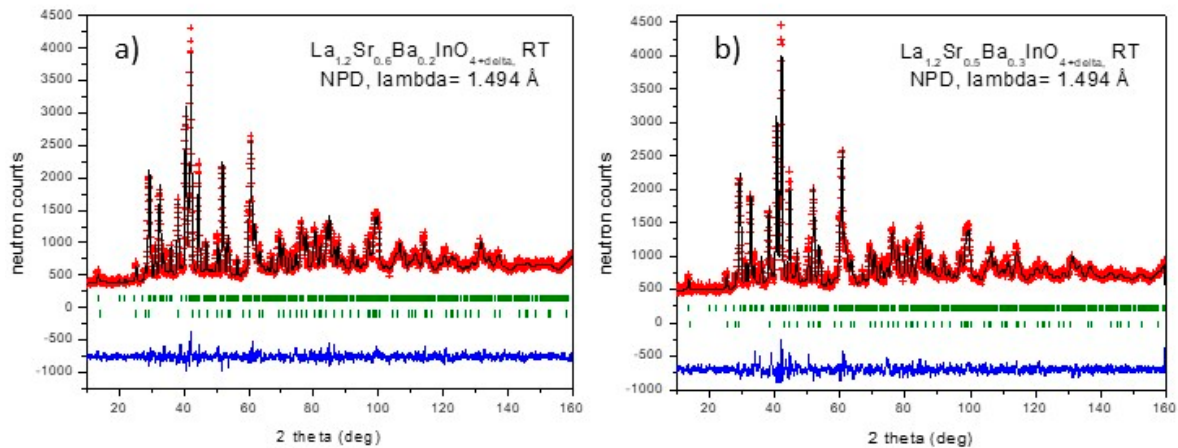 a)
La1.2Sr0.6Ba0.2InO4+delta, RT
NPD, lambda= 1.494 Å
neutron counts
4500
4000
3500
3000
2500
2000
1500
1000
500
0
-500
-1000
20 40 60 80 100 120 140 160
2 theta (deg)
b)
La1.2Sr0.5Ba0.3InO4+delta, RT
NPD, lambda= 1.494 Å
neutron counts
4500
4000
3500
3000
2500
2000
1500
1000
500
0
-500
-1000
20 40 60 80 100 120 140 160
2 theta (deg)